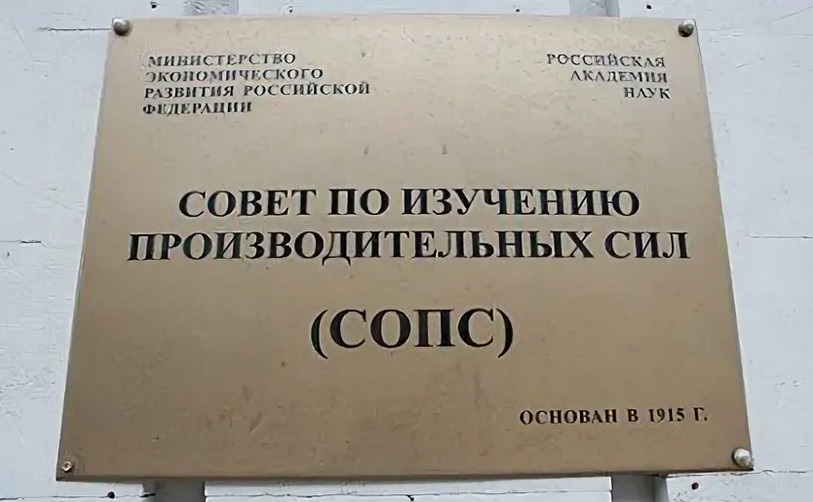 МИНИСТЕРСТВО
ЭКОНОМИЧЕСКОГО
РАЗВИТИЯ РОССИЙСКОЙ
ФЕДЕРАЦИИ
РОССИЙСКАЯ
АКАДЕМИЯ
НАУК
СОВЕТ ПО ИЗУЧЕНИЮ
ПРОИЗВОДИТЕЛЬНЫХ СИЛ
(СОПС)
ОСНОВАН В 1915 Г.